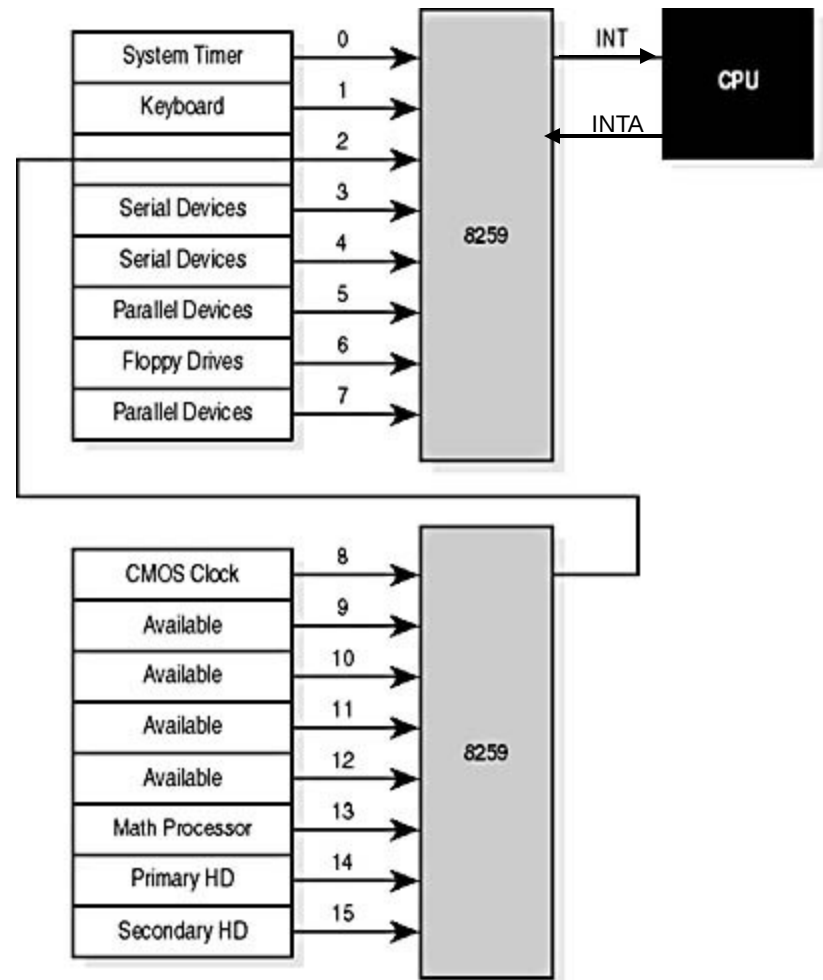 System Timer 0 INT
CPU
Keyboard 1
INTA
2
Serial Devices 3
8259
Serial Devices 4
Parallel Devices 5
Floppy Drives 6
Parallel Devices 7
CMOS Clock 8
Available 9
Available 10
Available 11
8259
Available 12
Math Processor 13
Primary HD 14
Secondary HD 15